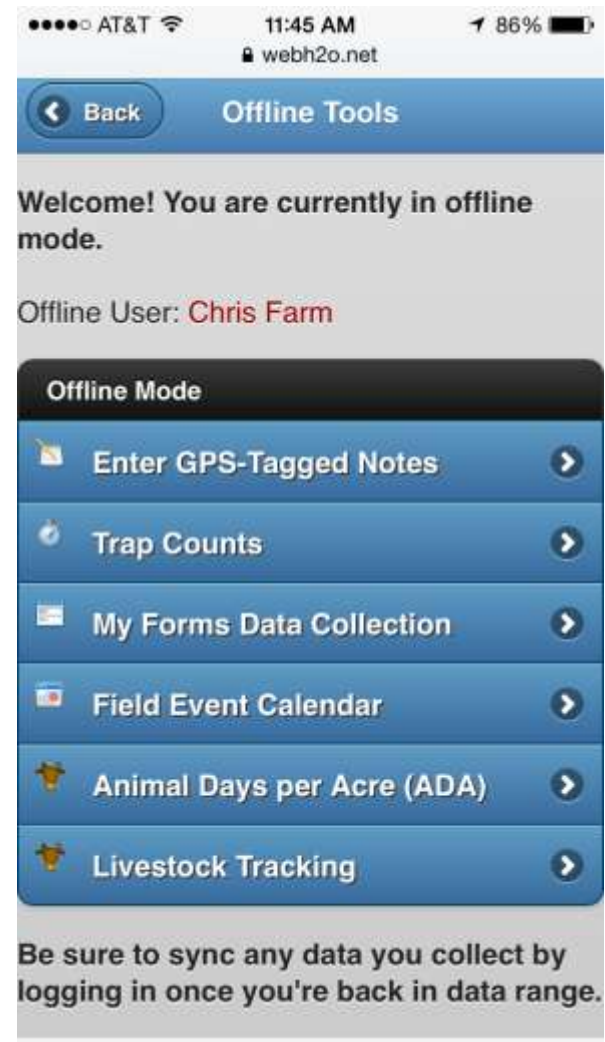 AT&T 11:45 AM 86%
webh2o.net
Back Offline Tools
Welcome! You are currently in offline
mode.
Offline User: Chris Farm
Offline Mode
Enter GPS-Tagged Notes
Trap Counts
My Forms Data Collection
Field Event Calendar
Animal Days per Acre (ADA)
Livestock Tracking
Be sure to sync any data you collect by
logging in once you're back in data range.